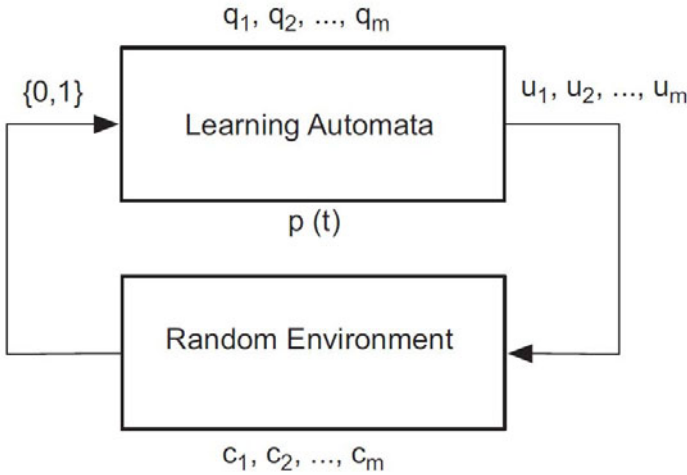 q₁, q₂, ..., qₘ
{0,1}
u₁, u₂, ..., uₘ
Learning Automata
p (t)
Random Environment
c₁, c₂, ..., cₘ